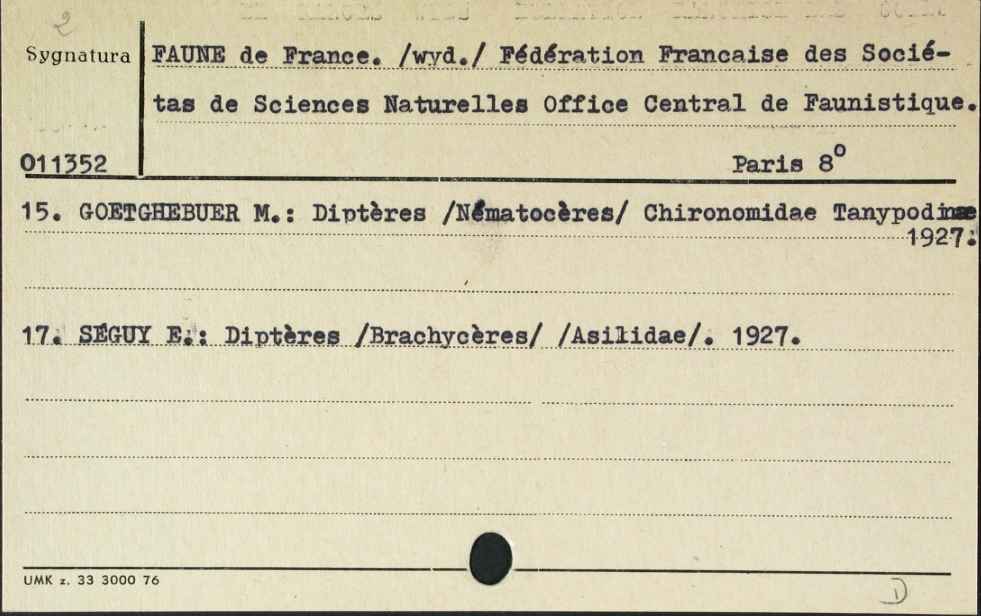 2
Sygnatura
FAUNE de France. /wyd./ Fédération Francaise des Socié-
tas de Sciences Naturelles Office Central de Faunistique.
011352
Paris 8°
15. GOETGHEBUER M.: Diptères /Nématocères/ Chironomidae Tanypodinae
1927.
17. SÉGUY E.: Diptères /Brachycères/ /Asilidae/. 1927.
UMK z. 33 3000 76
D